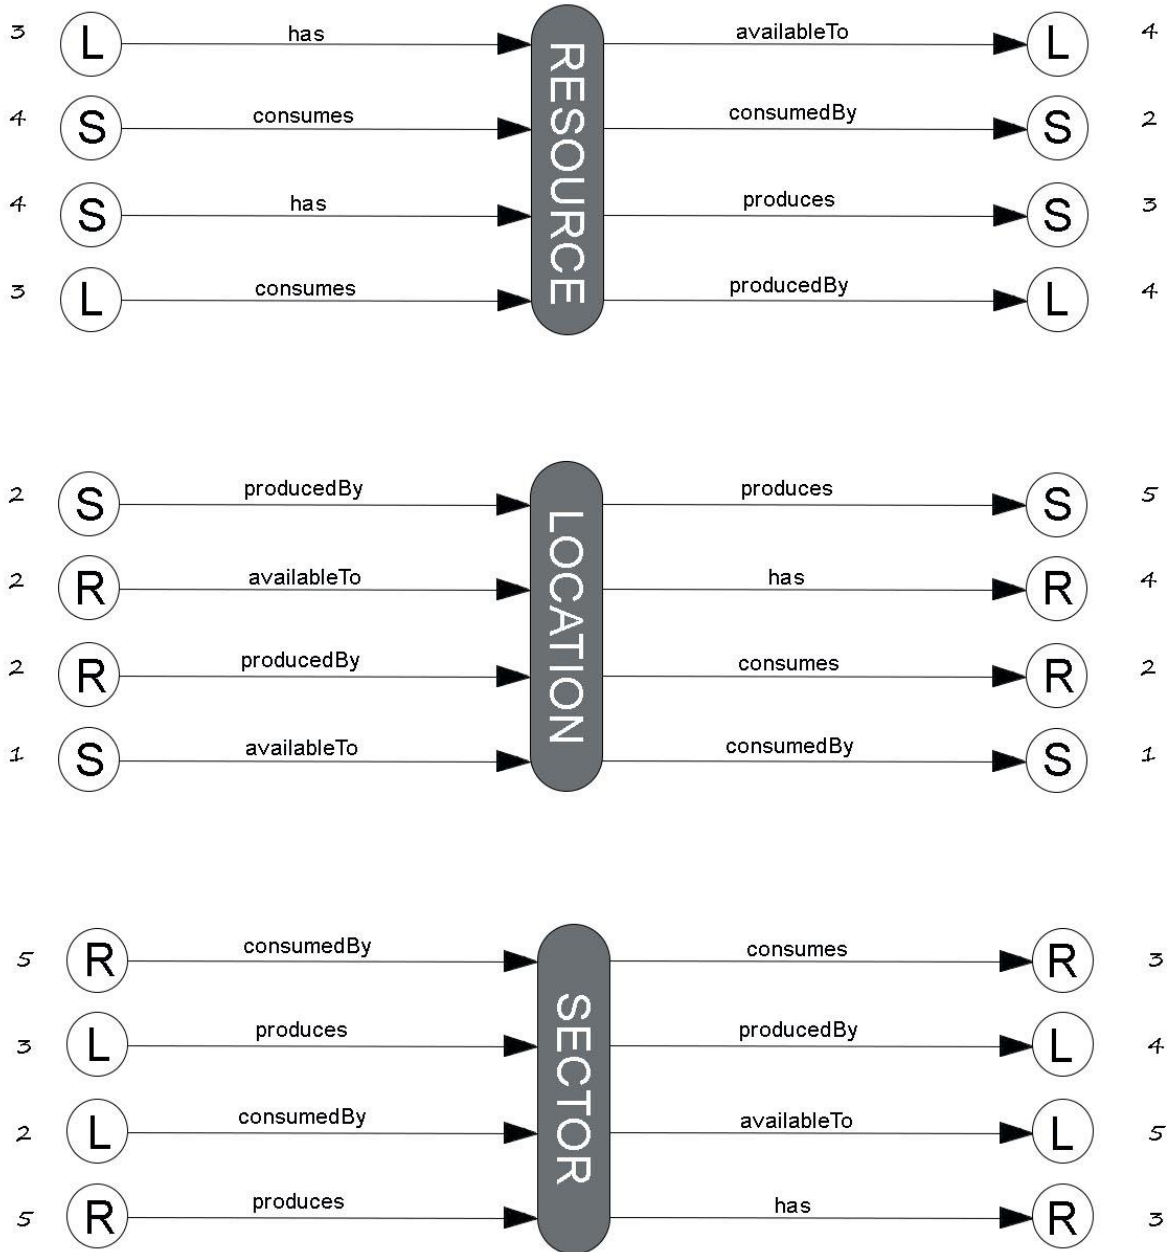 3 L has availableTo L 4
4 S consumes consumedBy S 2
RESOURCE
4 S has produces S 3
3 L consumes producedBy L 4
2 S producedBy produces S 5
2 R availableTo has R 4
LOCATION
2 R producedBy consumes R 2
1 S availableTo consumedBy S 1
5 R consumedBy consumes R 3
3 L produces producedBy L 4
SECTOR
2 L consumedBy availableTo L 5
5 R produces has R 3